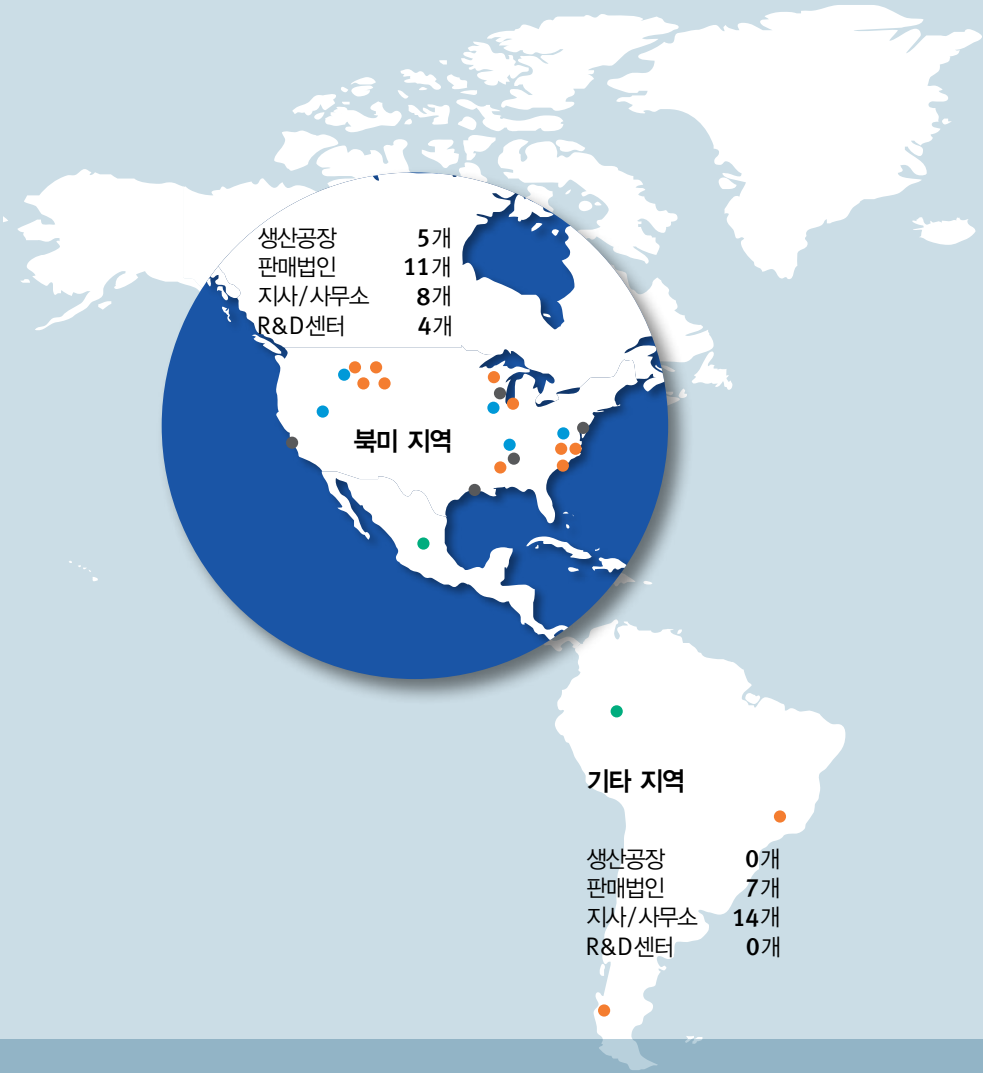 생산공장 5개
판매법인 11개
지사/사무소 8개
R&D센터 4개
북미 지역
기타 지역
생산공장 0개
판매법인 7개
지사/사무소 14개
R&D센터 0개